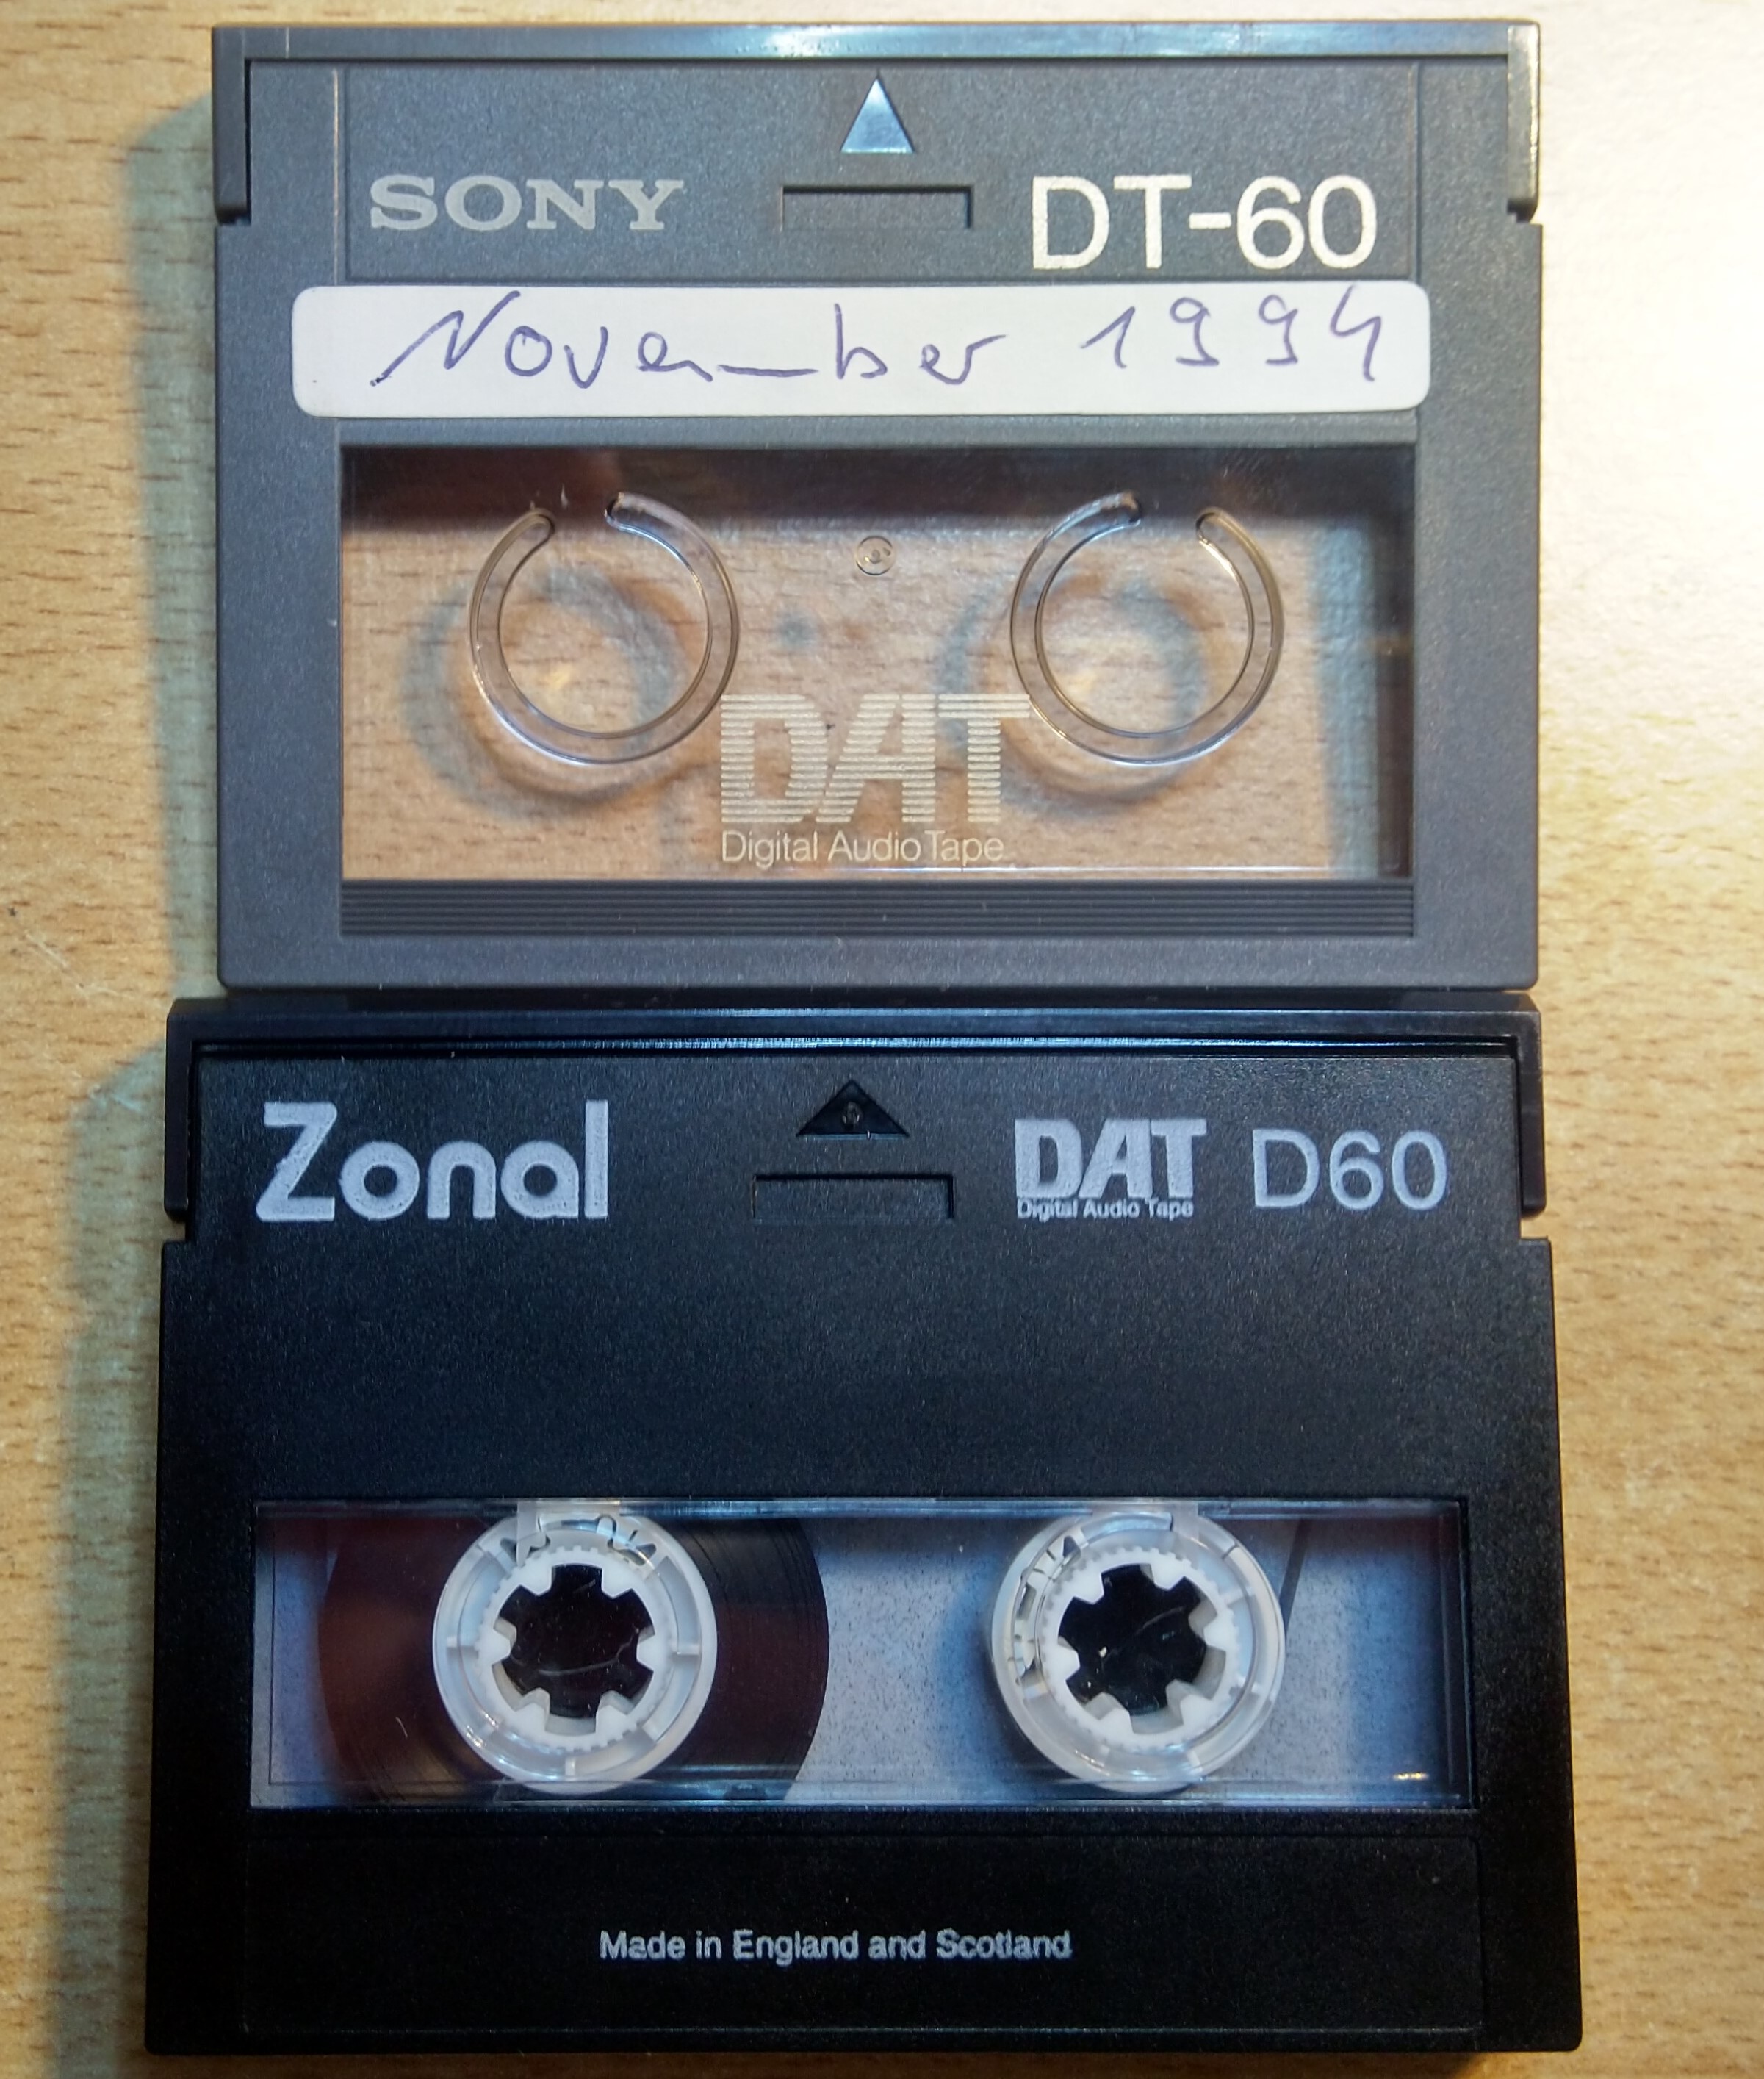 SONY DT-60
November 1994
DAT
Digital Audio Tape
Zonal DAT D60
Digital Audio Tape
Made in England and Scotland